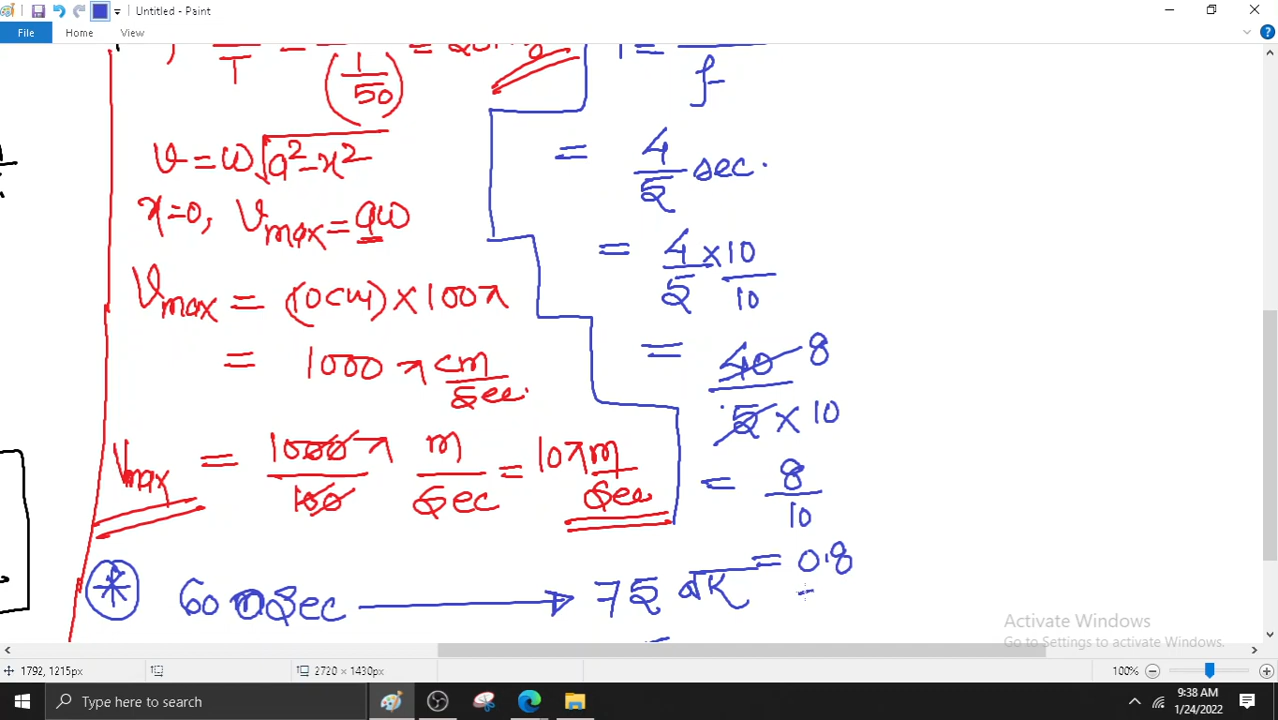 Untitled - Paint
File Home View
T
(1/50)
v = ω√(a²-x²)
x=0, Vmax = aω
Vmax = (10cm) × 100π
= 1000 π cm/sec.
Vmax = 1000π/100 m/sec = 10π m/sec
f
= 4/5 sec.
= 4/5 × 10/10
= 40 8/5 × 10
= 8/10
= 0.8
60 Sec → 75
Activate Windows
Go to Settings to activate Windows.
1792, 1215px 2720 × 1430px 100%
Type here to search
9:38 AM
1/24/2022